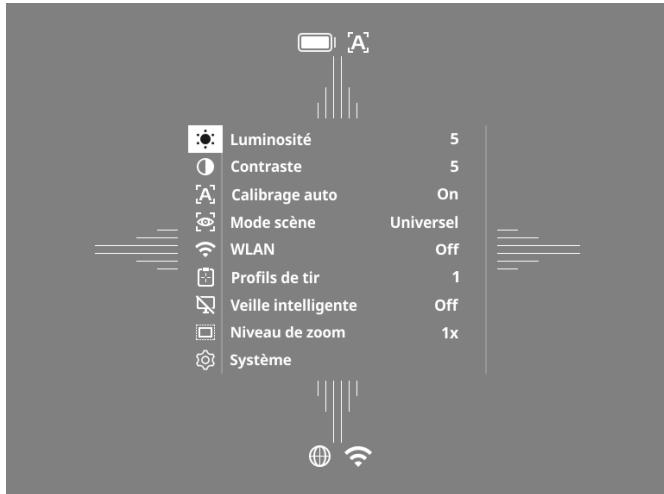 [A]
Luminosité 5
Contraste 5
[A] Calibrage auto On
Mode scène Universel
WLAN Off
Profils de tir 1
Veille intelligente Off
Niveau de zoom 1x
Système